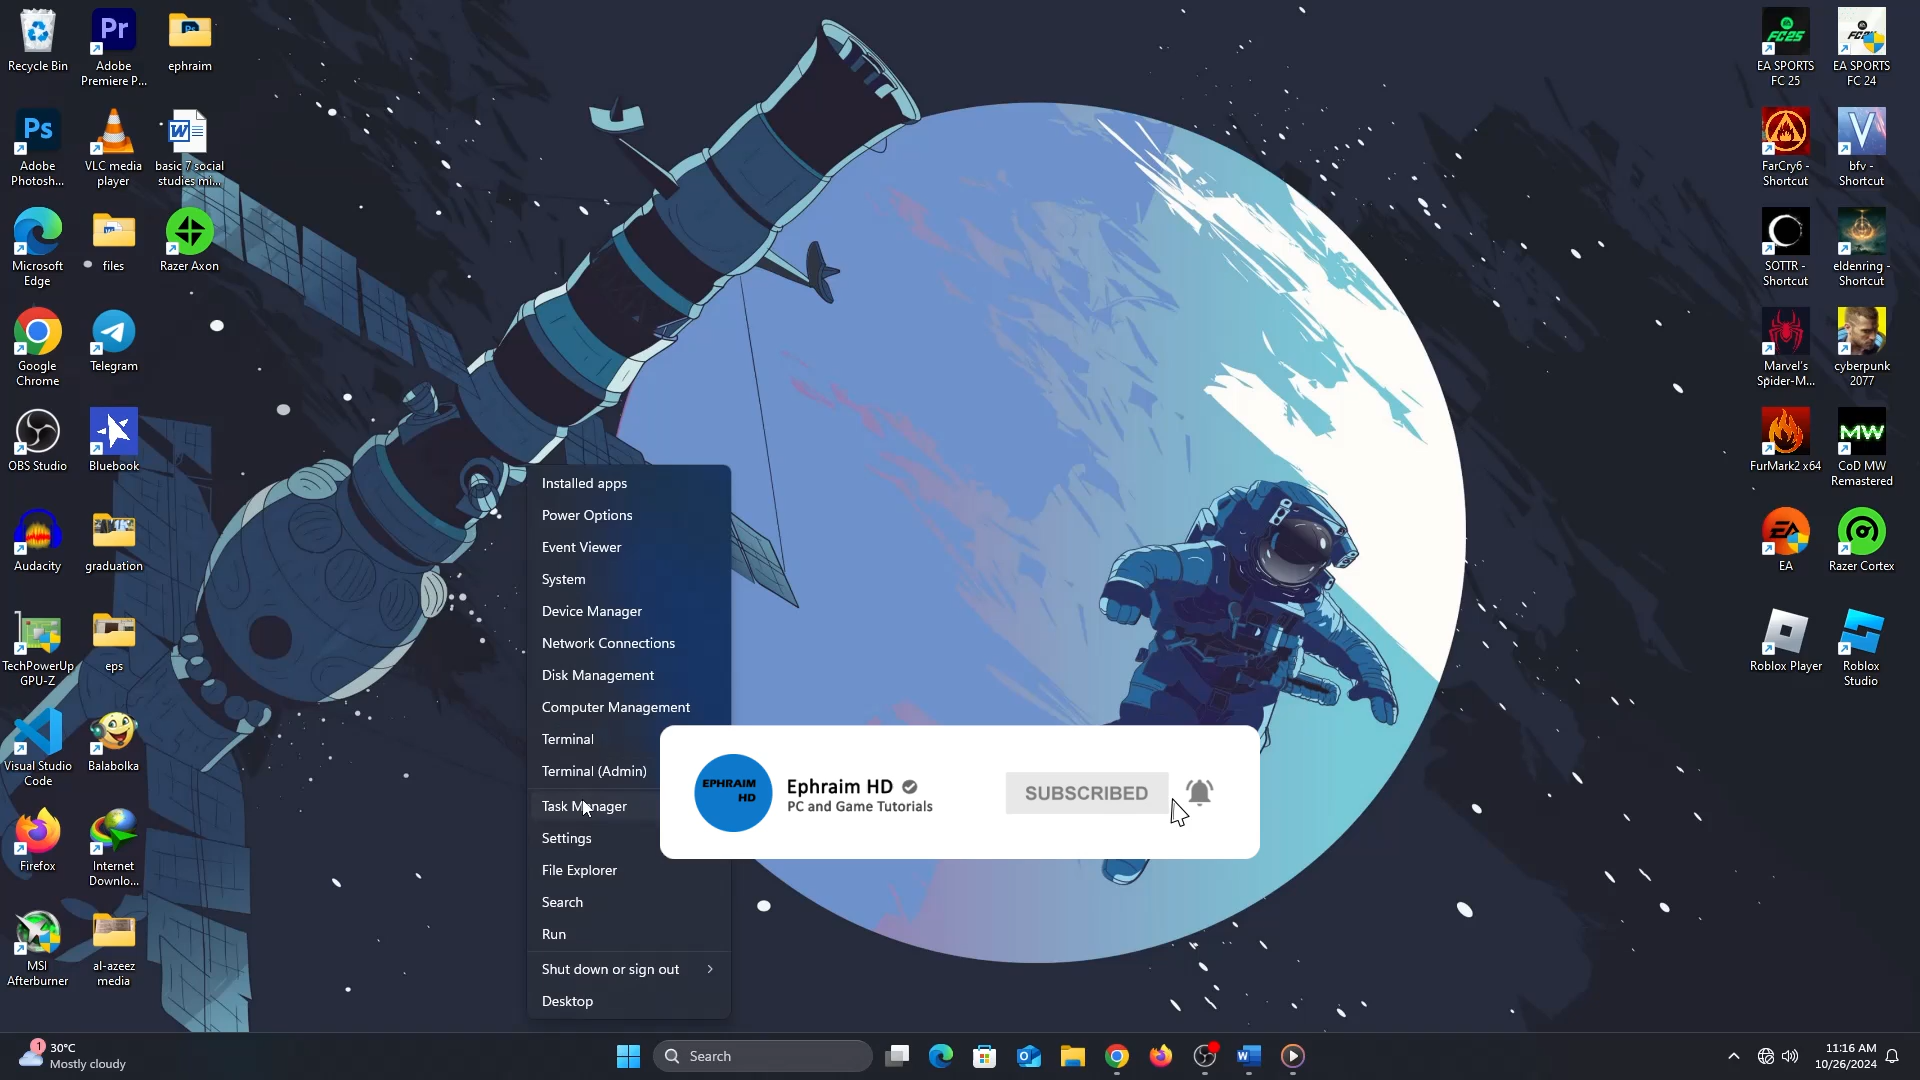 Recycle Bin
Adobe
Premiere P...
ephraim
Adobe
Photosh...
VLC media
player
basic 7 social
studies mi...
Microsoft
Edge
files
Razer Axon
Google
Chrome
Telegram
OBS Studio
Bluebook
Audacity
graduation
TechPowerUp
GPU-Z
eps
Visual Studio
Code
Balabolka
Firefox
Internet
Downlo...
MSI
Afterburner
al-azeez
media
Installed apps
Power Options
Event Viewer
System
Device Manager
Network Connections
Disk Management
Computer Management
Terminal
Terminal (Admin)
Task Manager
Settings
File Explorer
Search
Run
Shut down or sign out
Desktop
EPHRAIM
HD
Ephraim HD
PC and Game Tutorials
SUBSCRIBED
EA SPORTS
FC 25
EA SPORTS
FC 24
FarCry6 -
Shortcut
bfv -
Shortcut
SOTTR -
Shortcut
eldenring -
Shortcut
Marvel's
Spider-M...
cyberpunk
2077
FurMark2 x64
MW
CoD MW
Remastered
EA
Razer Cortex
Roblox Player
Roblox
Studio
1
30°C
Mostly cloudy
Search
11:16 AM
10/26/2024